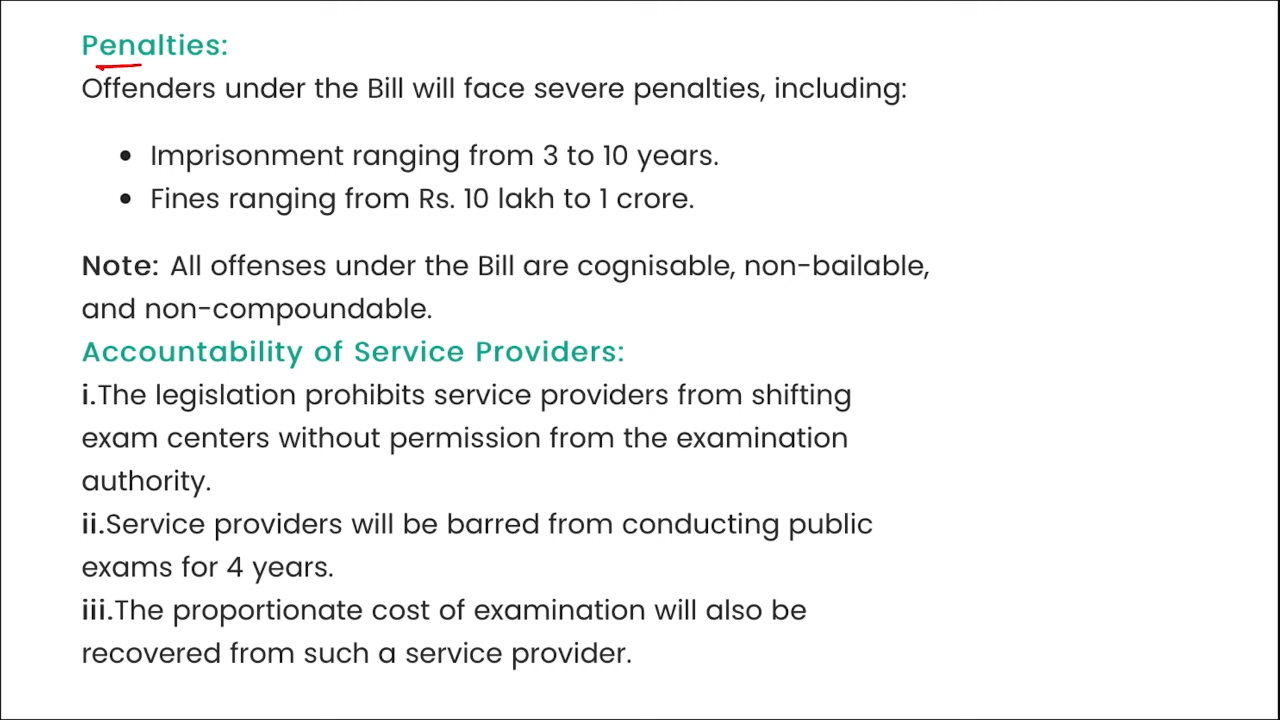 Penalties:
Offenders under the Bill will face severe penalties, including:
• Imprisonment ranging from 3 to 10 years.
• Fines ranging from Rs. 10 lakh to 1 crore.
Note: All offenses under the Bill are cognisable, non-bailable,
and non-compoundable.
Accountability of Service Providers:
i.The legislation prohibits service providers from shifting
exam centers without permission from the examination
authority.
ii.Service providers will be barred from conducting public
exams for 4 years.
iii.The proportionate cost of examination will also be
recovered from such a service provider.